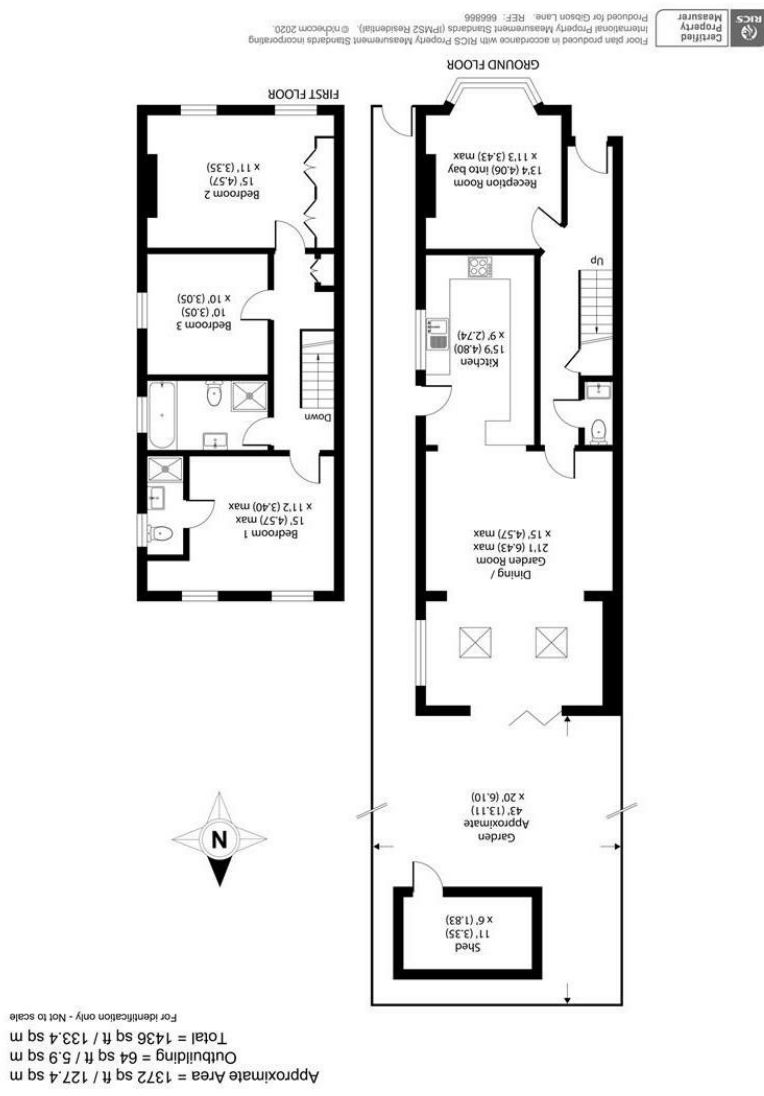 Approximate Area = 1372 sq ft / 127.4 sq m
Outbuilding = 64 sq ft / 5.9 sq m
Total = 1436 sq ft / 133.4 sq m
For identification only - Not to scale
Shed
11' (3.35)
x 6' (1.83)
Garden
Approximate
43' (13.11)
x 20' (6.10)
N
Dining /
Garden Room
21'1 (6.43) max
x 15' (4.57) max
Kitchen
15'9 (4.80)
x 9' (2.74)
Up
Reception Room
13'4 (4.06) into bay
x 11'3 (3.43) max
GROUND FLOOR
Bedroom 1
15' (4.57) max
x 11'2 (3.40) max
Down
Bedroom 3
10' (3.05)
x 10' (3.05)
Bedroom 2
15' (4.57)
x 11' (3.35)
FIRST FLOOR
RICS
Certified
Property
Measurer
Floor plan produced in accordance with RICS Property Measurement Standards incorporating
International Property Measurement Standards (IPMS2 Residential). © nichecom 2020.
Produced for Gibson Lane. REF: 666866